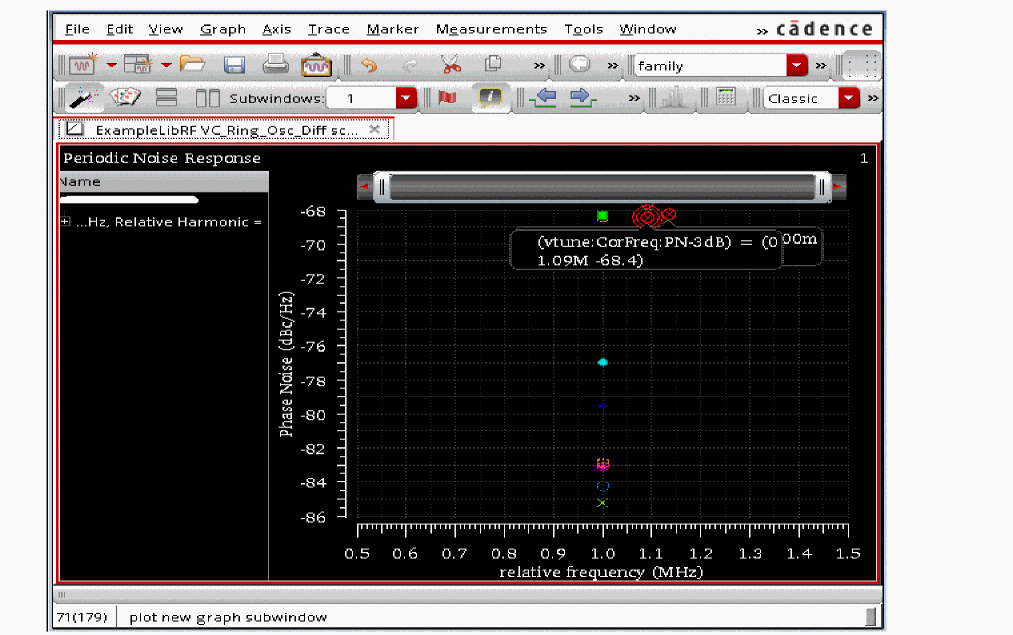 File Edit View Graph Axis Trace Marker Measurements Tools Window » cādence
» » family »
Subwindows: 1 » Classic »
ExampleLibRF VC_Ring_Osc_Diff sc...
Periodic Noise Response 1
Name
...Hz, Relative Harmonic =
-68
-70
(vtune:CorFreq:PN-3dB) = (0 00m
1.09M -68.4)
-72
-74
-76
-78
-80
-82
-84
-86
Phase Noise (dBc/Hz)
0.5 0.6 0.7 0.8 0.9 1.0 1.1 1.2 1.3 1.4 1.5
relative frequency (MHz)
71(179) plot new graph subwindow